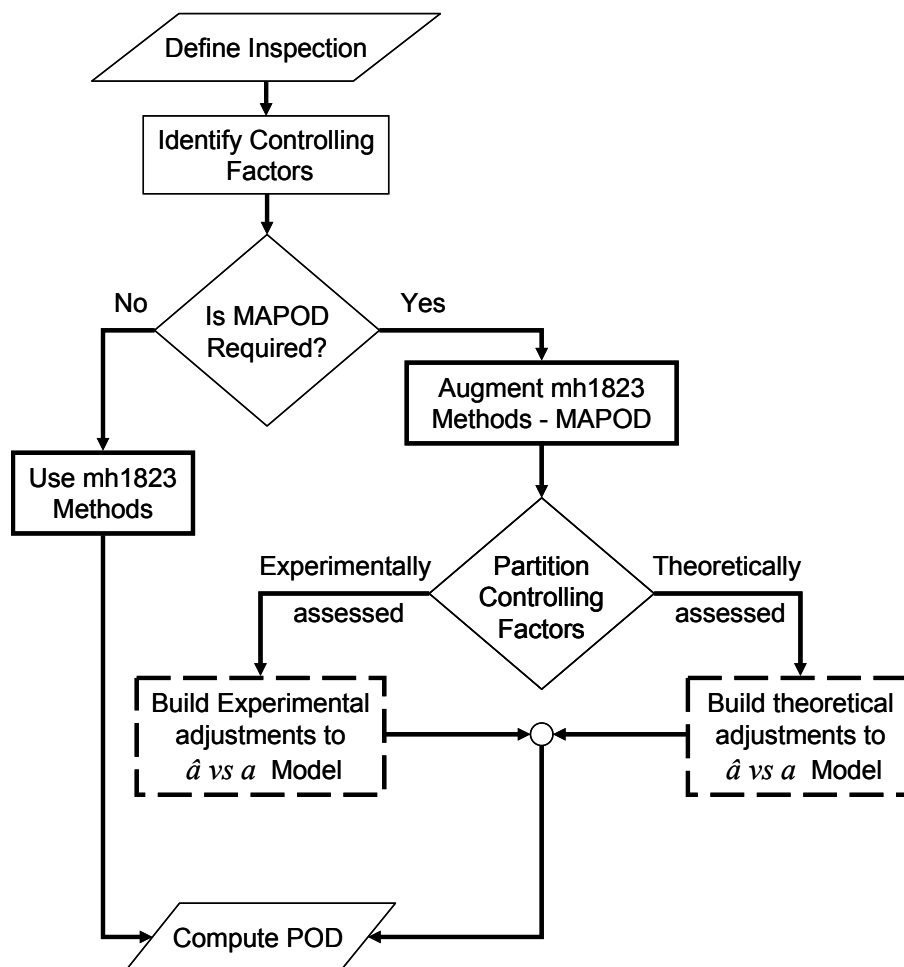 Define Inspection
Identify Controlling
Factors
No
Yes
Is MAPOD
Required?
Augment mh1823
Methods - MAPOD
Use mh1823
Methods
Experimentally
assessed
Partition
Controlling
Factors
Theoretically
assessed
Build Experimental
adjustments to
â vs a Model
Build theoretical
adjustments to
â vs a Model
Compute POD